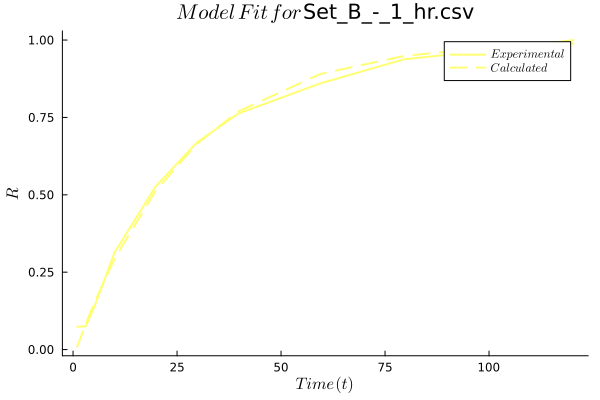 Model Fit for Set_B_-_1_hr.csv
1.00
Experimental
Calculated
0.75
R
0.50
0.25
0.00
0 25 50 75 100
Time(t)